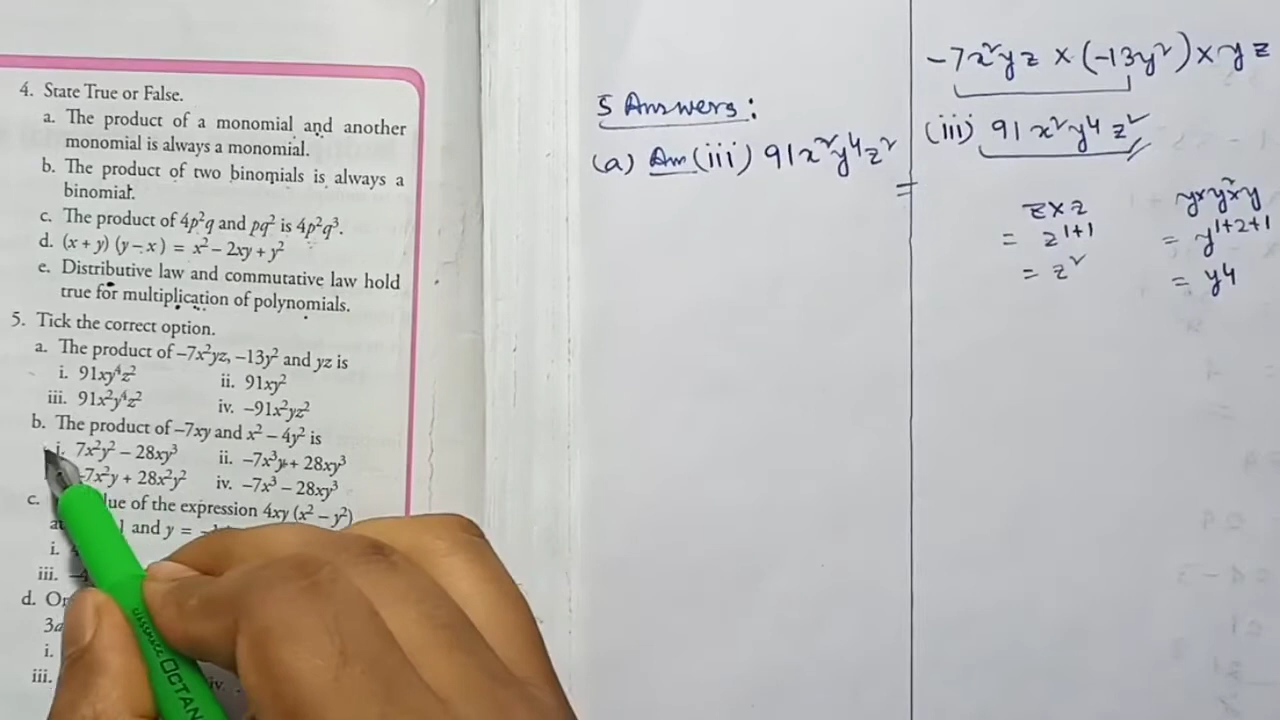 4. State True or False.
a. The product of a monomial and another
monomial is always a monomial.
b. The product of two binomials is always a
binomial.
c. The product of 4p²q and pq² is 4p²q³.
d. (x + y) (y – x) = x² – 2xy + y²
e. Distributive law and commutative law hold
true for multiplication of polynomials.
5. Tick the correct option.
a. The product of –7x²yz, –13y² and yz is
i. 91xy⁴z² ii. 91xy²
iii. 91x²y⁴z² iv. –91x²yz²
b. The product of –7xy and x² – 4y² is
i. 7x²y² – 28xy³ ii. –7x³y + 28xy³
–7x²y + 28x²y² iv. –7x³ – 28xy³
c. of the expression 4xy (x² – y²)
and y =
i.
iii.
d.
i.
iii. iv.
5 Answers:
(a) Ans (iii) 91x²y⁴z²
=
-7x²yz × (-13y²) × yz
(iii) 91x²y⁴z²
z×z
= z¹⁺¹
= z²
y×y²×y
= y¹⁺²⁺¹
= y⁴
OCTAN